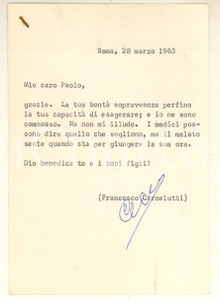 Roma, 28 marzo 1963
Mio caro Paolo,
grazie. La tua bontà sopravvanza perfino
la tua capacità di esagerare; e io ne sono
commosso. Ma non mi illudo. I medici pos=
sono dire quello che vogliono, ma il malato
sente quando sta per giungere la sua ora.
Dio benedica te e i tuoi figli!
(Francesco Carnelutti)